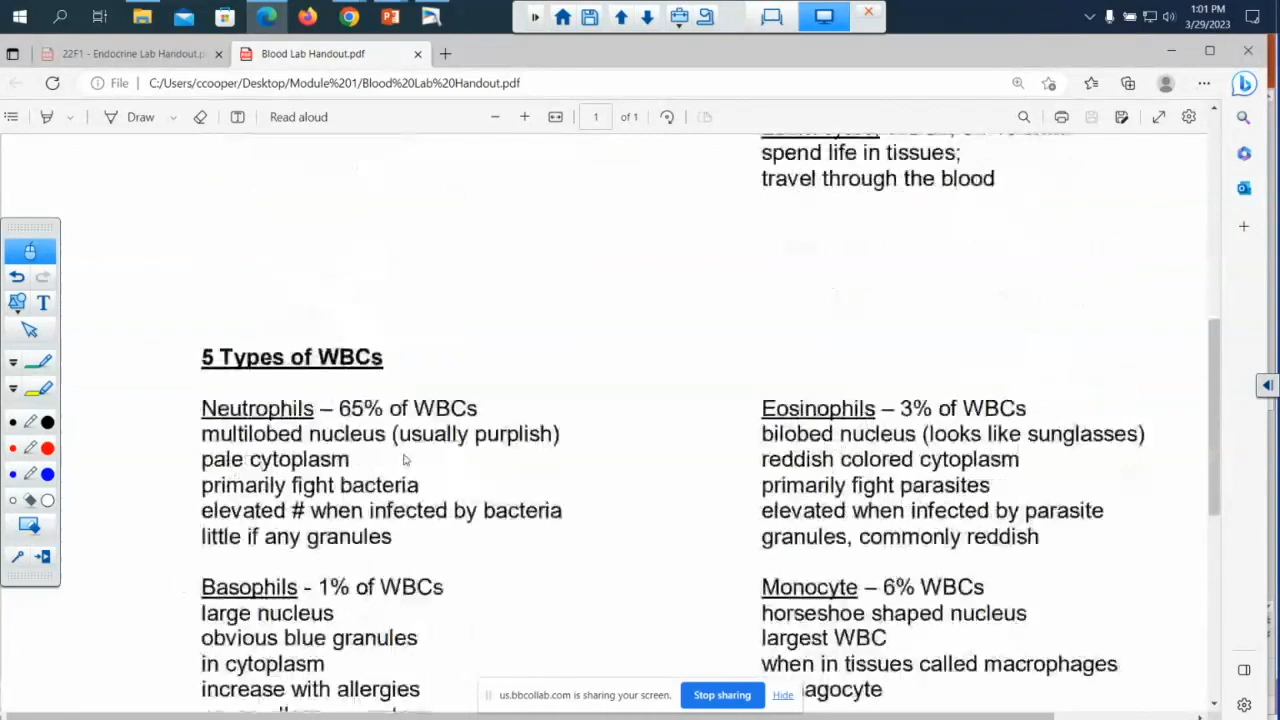 1:01 PM
3/29/2023
22F1 - Endocrine Lab Handout.p
Blood Lab Handout.pdf
File
C:/Users/ccooper/Desktop/Module%201/Blood%20Lab%20Handout.pdf
Draw
Read aloud
1
of 1
spend life in tissues;
travel through the blood
T
5 Types of WBCs
Neutrophils – 65% of WBCs
multilobed nucleus (usually purplish)
pale cytoplasm
primarily fight bacteria
elevated # when infected by bacteria
little if any granules
Eosinophils – 3% of WBCs
bilobed nucleus (looks like sunglasses)
reddish colored cytoplasm
primarily fight parasites
elevated when infected by parasite
granules, commonly reddish
Basophils - 1% of WBCs
large nucleus
obvious blue granules
in cytoplasm
increase with allergies
Monocyte – 6% WBCs
horseshoe shaped nucleus
largest WBC
when in tissues called macrophages
agocyte
us.bbcollab.com is sharing your screen.
Stop sharing
Hide